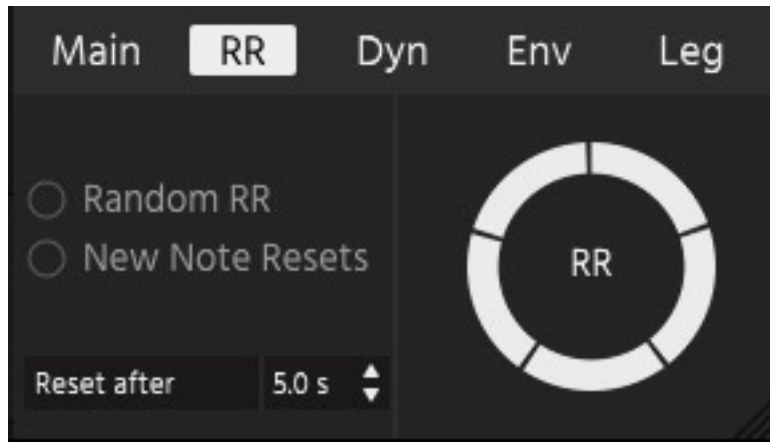 Main RR Dyn Env Leg
Random RR
New Note Resets
RR
Reset after 5.0 s